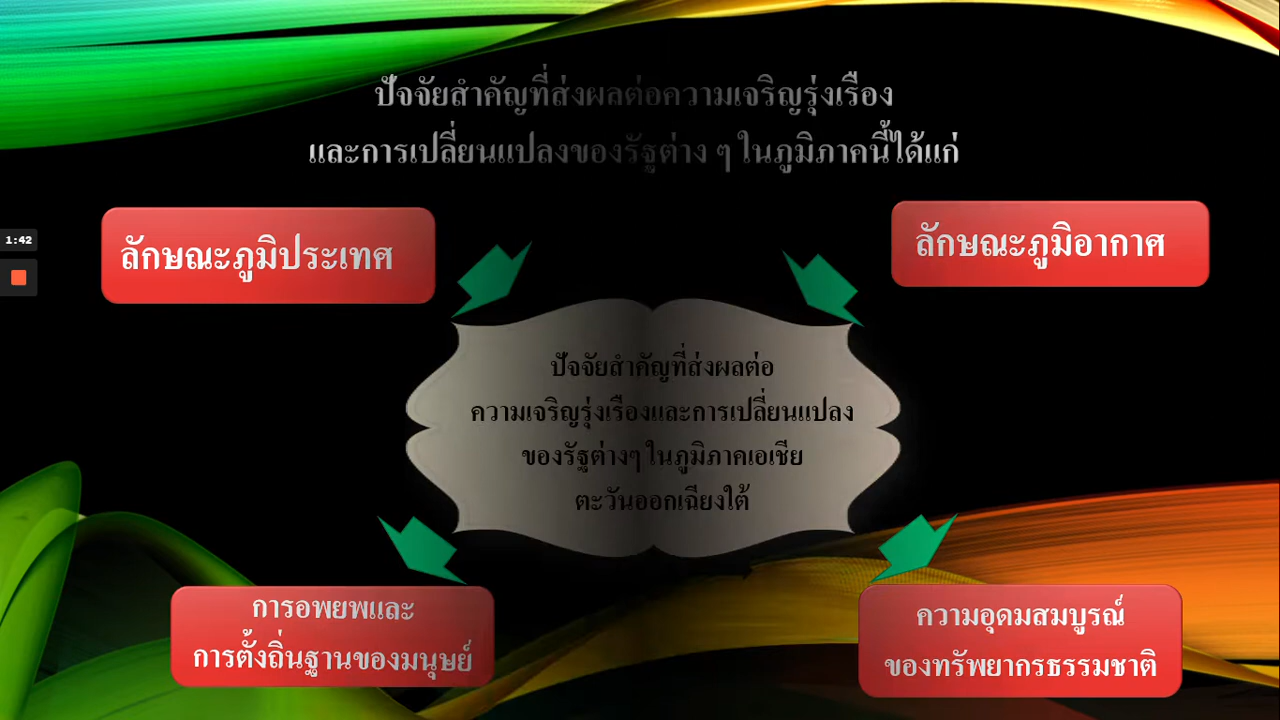 ปัจจัยสำคัญที่ส่งผลต่อความเจริญรุ่งเรือง
และการเปลี่ยนแปลงของรัฐต่าง ๆ ในภูมิภาคนี้ได้แก่
ลักษณะภูมิประเทศ
ลักษณะภูมิอากาศ
1:42
ปัจจัยสำคัญที่ส่งผลต่อ
ความเจริญรุ่งเรืองและการเปลี่ยนแปลง
ของรัฐต่างๆ ในภูมิภาคเอเชีย
ตะวันออกเฉียงใต้
การอพยพและ
การตั้งถิ่นฐานของมนุษย์
ความอุดมสมบูรณ์
ของทรัพยากรธรรมชาติ